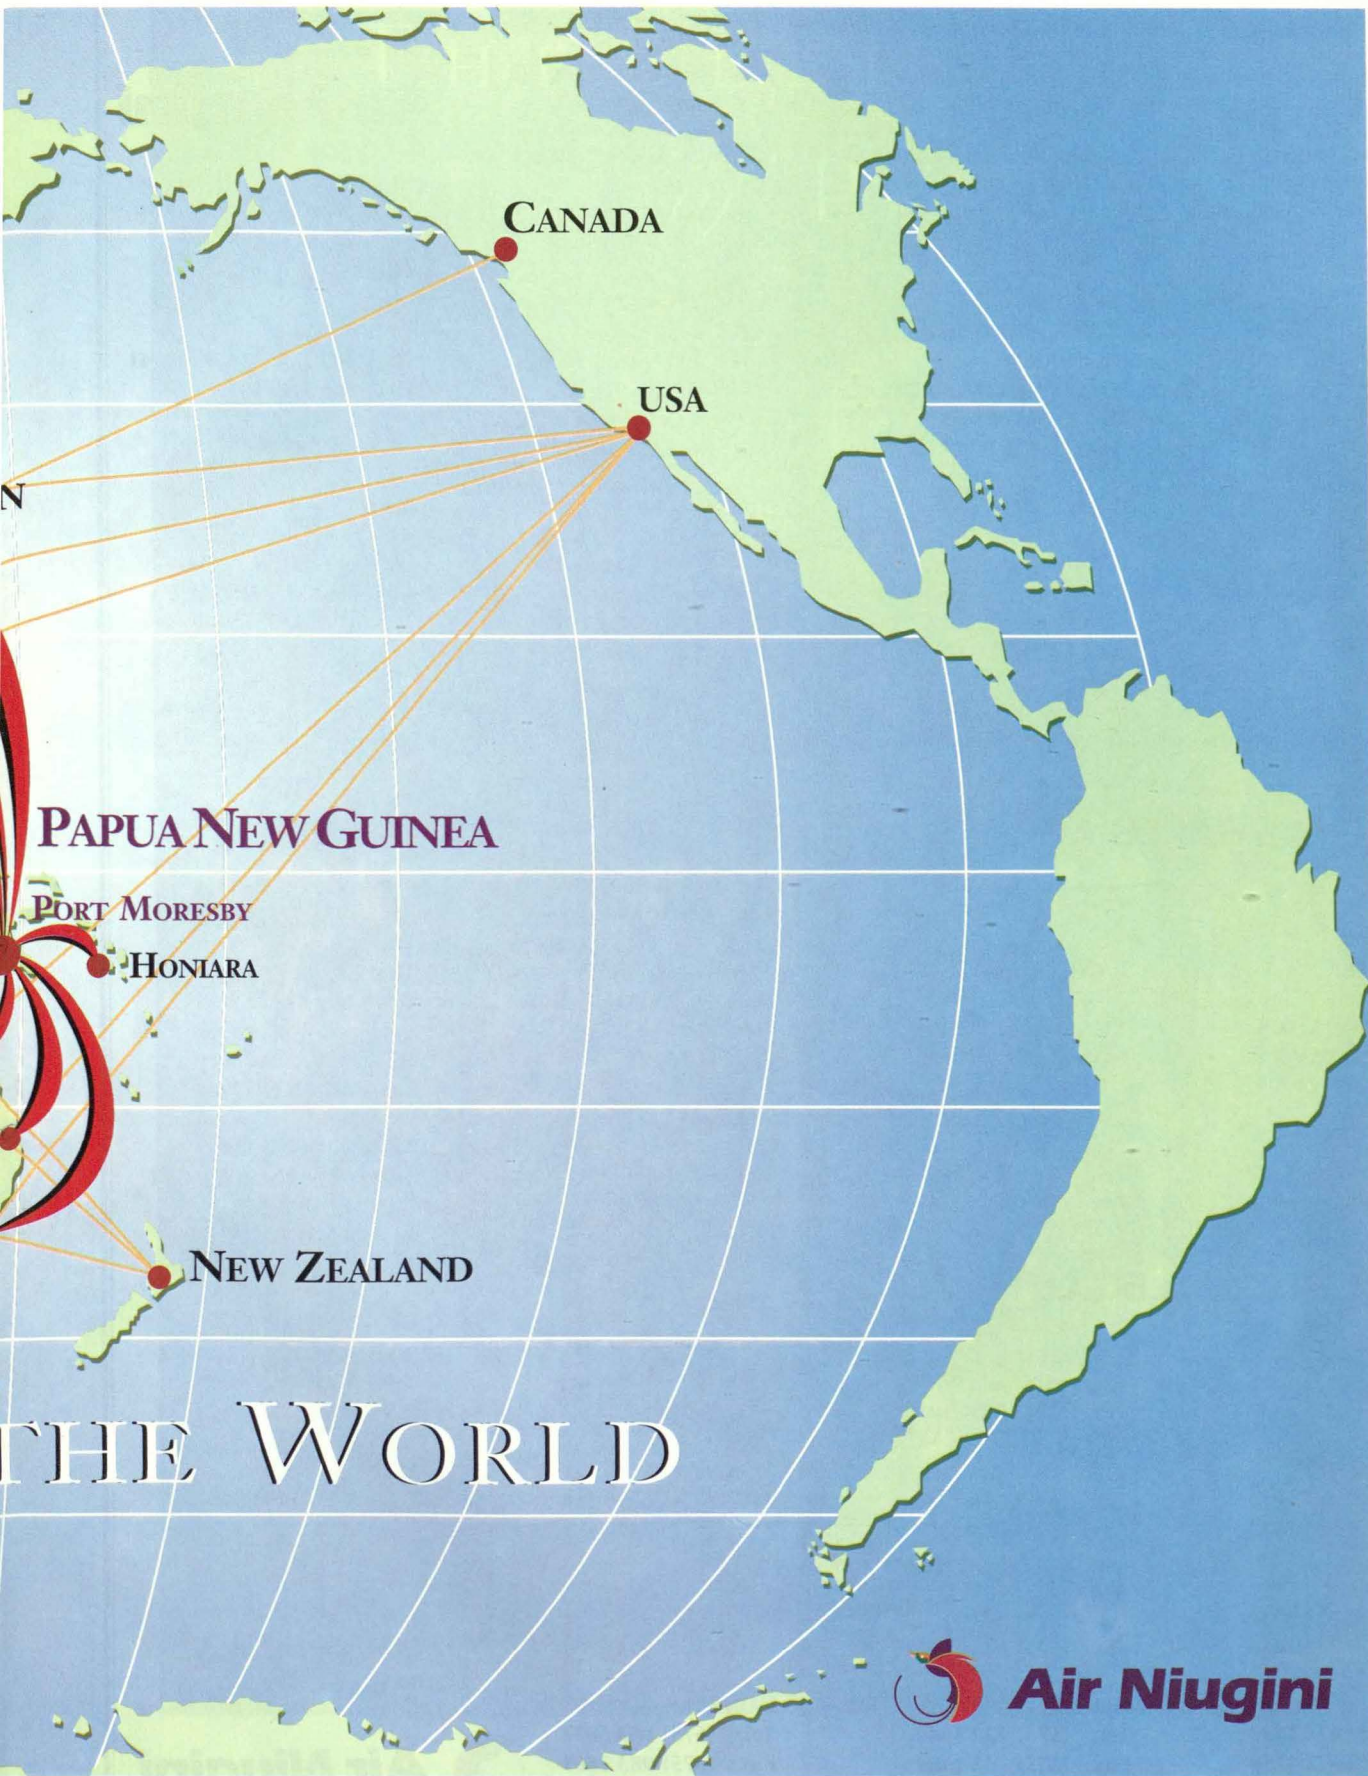 CANADA
USA
N
PAPUA NEW GUINEA
PORT MORESBY
HONIARA
NEW ZEALAND
THE WORLD
Air Niugini